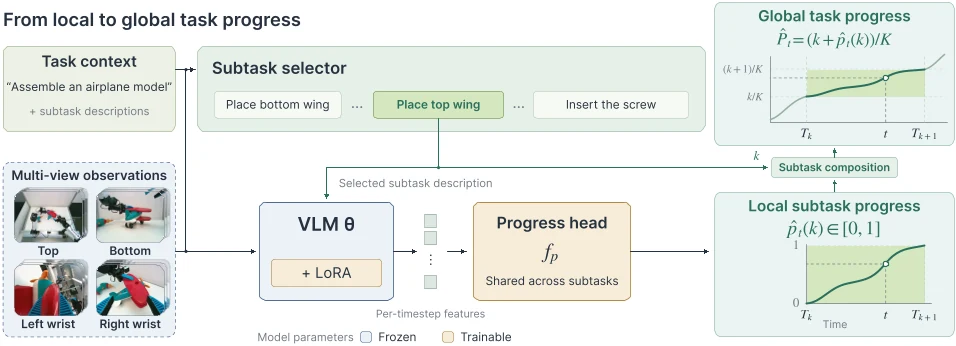 From local to global task progress
Task context
“Assemble an airplane model”
+ subtask descriptions
Subtask selector
Place bottom wing
...
Place top wing
...
Insert the screw
Multi-view observations
Top
Bottom
Left wrist
Right wrist
Selected subtask description
VLM θ
+ LoRA
⋮
Per-timestep features
Progress head
fₚ
Shared across subtasks
Model parameters
Frozen
Trainable
Global task progress
P̂ₜ = (k + p̂ₜ(k))/K
(k+1)/K
k/K
Tₖ
t
Tₖ₊₁
k
Subtask composition
Local subtask progress
p̂ₜ(k) ∈ [0, 1]
1
0
Tₖ
t
Tₖ₊₁
Time